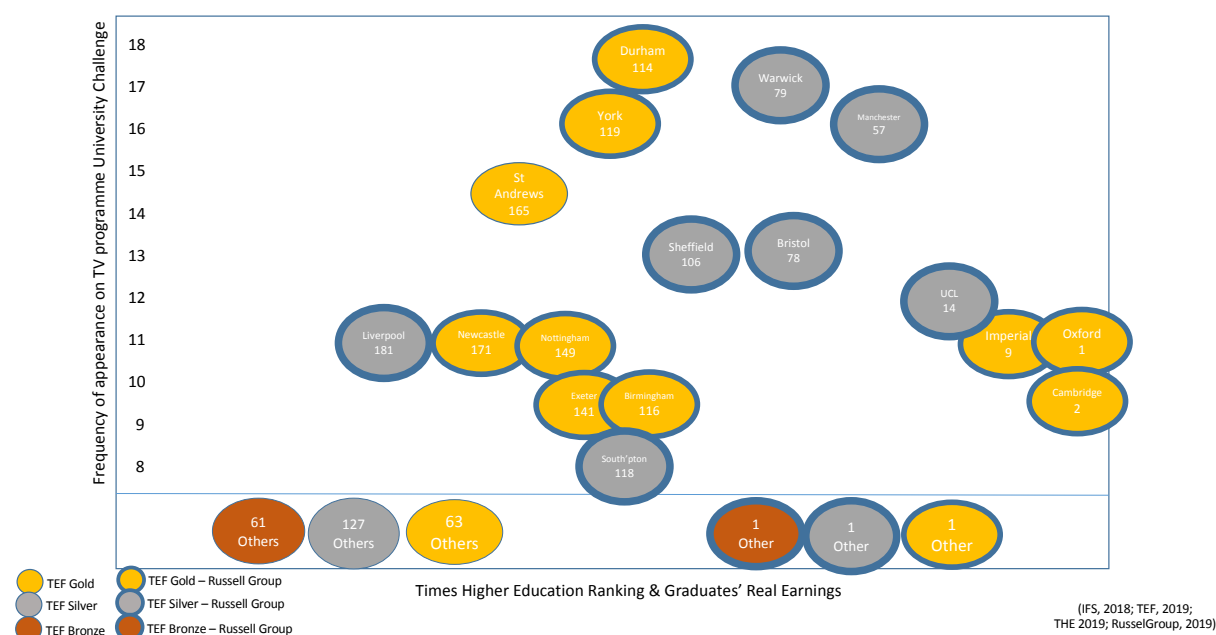 Frequency of appearance on TV programme University Challenge
18
17
16
15
14
13
12
11
10
9
8
Durham
114
Warwick
79
York
119
Manchester
57
St
Andrews
165
Sheffield
106
Bristol
78
UCL
14
Liverpool
181
Newcastle
171
Nottingham
149
Imperial
9
Oxford
1
Exeter
141
Birmingham
116
Cambridge
2
South'pton
118
61
Others
127
Others
63
Others
1
Other
1
Other
1
Other
Times Higher Education Ranking & Graduates' Real Earnings
TEF Gold
TEF Silver
TEF Bronze
TEF Gold – Russell Group
TEF Silver – Russell Group
TEF Bronze – Russell Group
(IFS, 2018; TEF, 2019;
THE 2019; RusselGroup, 2019)